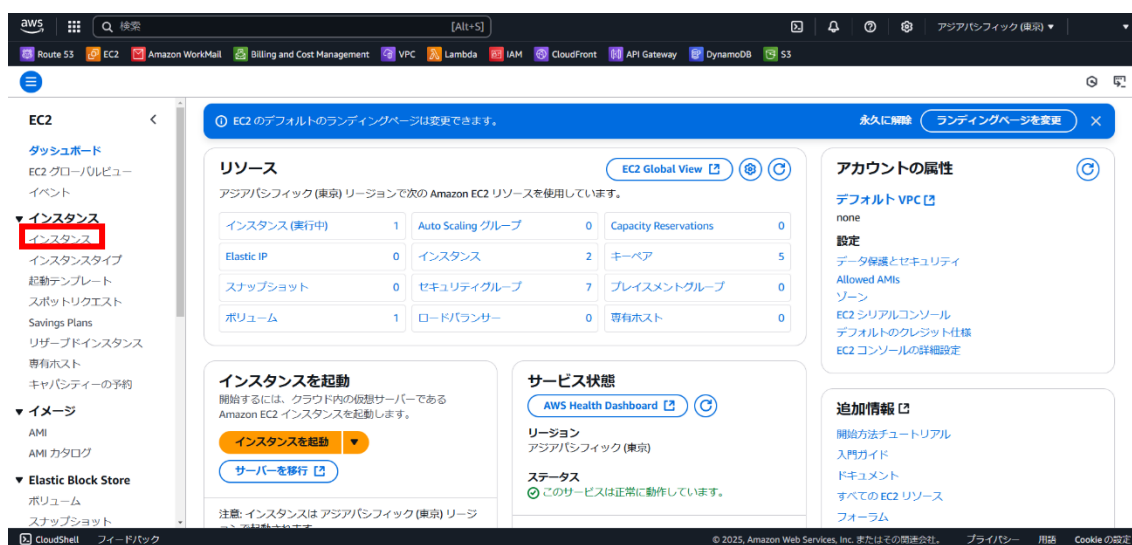 aws
検索
[Alt+S]
アジアパシフィック (東京)
Route 53
EC2
Amazon WorkMail
Billing and Cost Management
VPC
Lambda
IAM
CloudFront
API Gateway
DynamoDB
S3
EC2
ダッシュボード
EC2 グローバルビュー
イベント
インスタンス
インスタンス
インスタンスタイプ
起動テンプレート
スポットリクエスト
Savings Plans
リザーブドインスタンス
専有ホスト
キャパシティーの予約
イメージ
AMI
AMI カタログ
Elastic Block Store
ボリューム
スナップショット
EC2 のデフォルトのランディングページは変更できます。
永久に解除
ランディングページを変更
リソース
EC2 Global View
アジアパシフィック (東京) リージョンで次の Amazon EC2 リソースを使用しています。
インスタンス (実行中) 1
Auto Scaling グループ 0
Capacity Reservations 0
Elastic IP 0
インスタンス 2
キーペア 5
スナップショット 0
セキュリティグループ 7
プレイスメントグループ 0
ボリューム 1
ロードバランサー 0
専有ホスト 0
インスタンスを起動
開始するには、クラウド内の仮想サーバーである
Amazon EC2 インスタンスを起動します。
インスタンスを起動
サーバーを移行
注意: インスタンスは アジアパシフィック (東京) リージ
ョンで起動されます
サービス状態
AWS Health Dashboard
リージョン
アジアパシフィック (東京)
ステータス
このサービスは正常に動作しています。
アカウントの属性
デフォルト VPC
none
設定
データ保護とセキュリティ
Allowed AMIs
ゾーン
EC2 シリアルコンソール
デフォルトのクレジット仕様
EC2 コンソールの詳細設定
追加情報
開始方法チュートリアル
入門ガイド
ドキュメント
すべての EC2 リソース
フォーラム
CloudShell
フィードバック
© 2025, Amazon Web Services, Inc. またはその関連会社。
プライバシー
用語
Cookie の設定